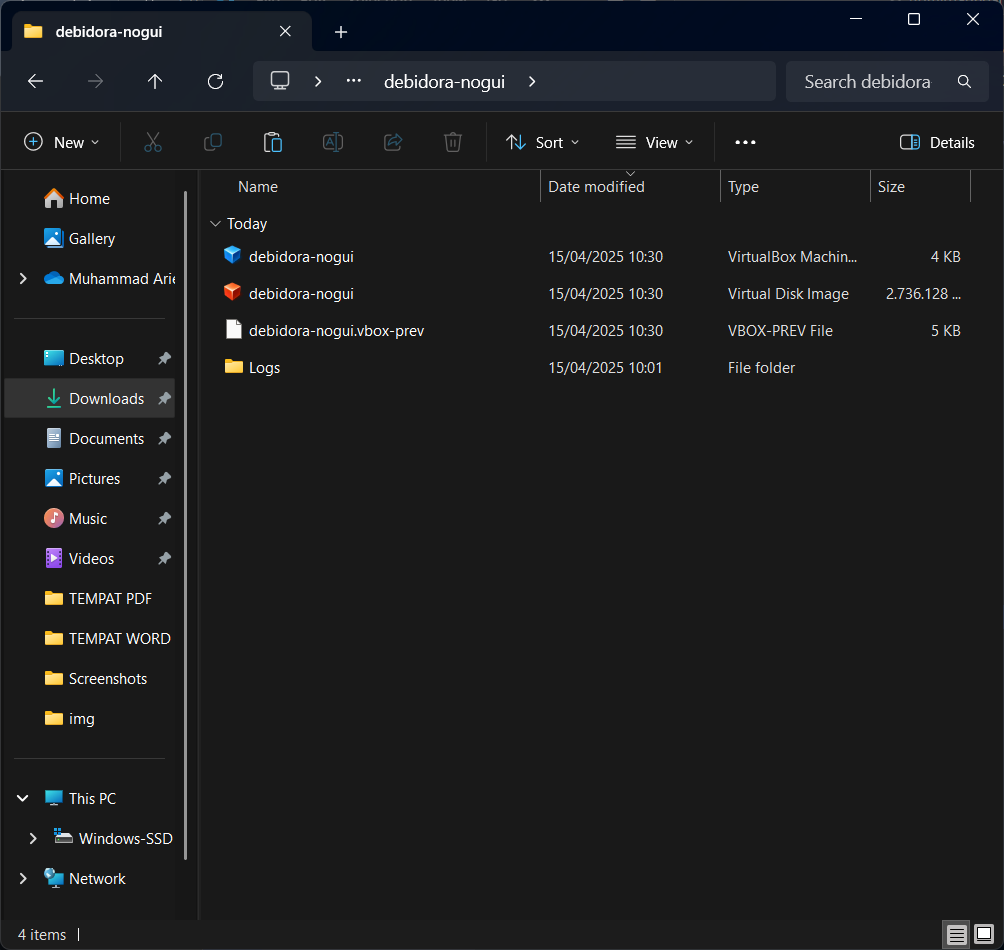 debidora-nogui
debidora-nogui
Search debidora
New
Sort
View
Details
Name
Date modified
Type
Size
Today
debidora-nogui 15/04/2025 10:30 VirtualBox Machin... 4 KB
debidora-nogui 15/04/2025 10:30 Virtual Disk Image 2.736.128 ...
debidora-nogui.vbox-prev 15/04/2025 10:30 VBOX-PREV File 5 KB
Logs 15/04/2025 10:01 File folder
Home
Gallery
Muhammad Arie
Desktop
Downloads
Documents
Pictures
Music
Videos
TEMPAT PDF
TEMPAT WORD
Screenshots
img
This PC
Windows-SSD
Network
4 items